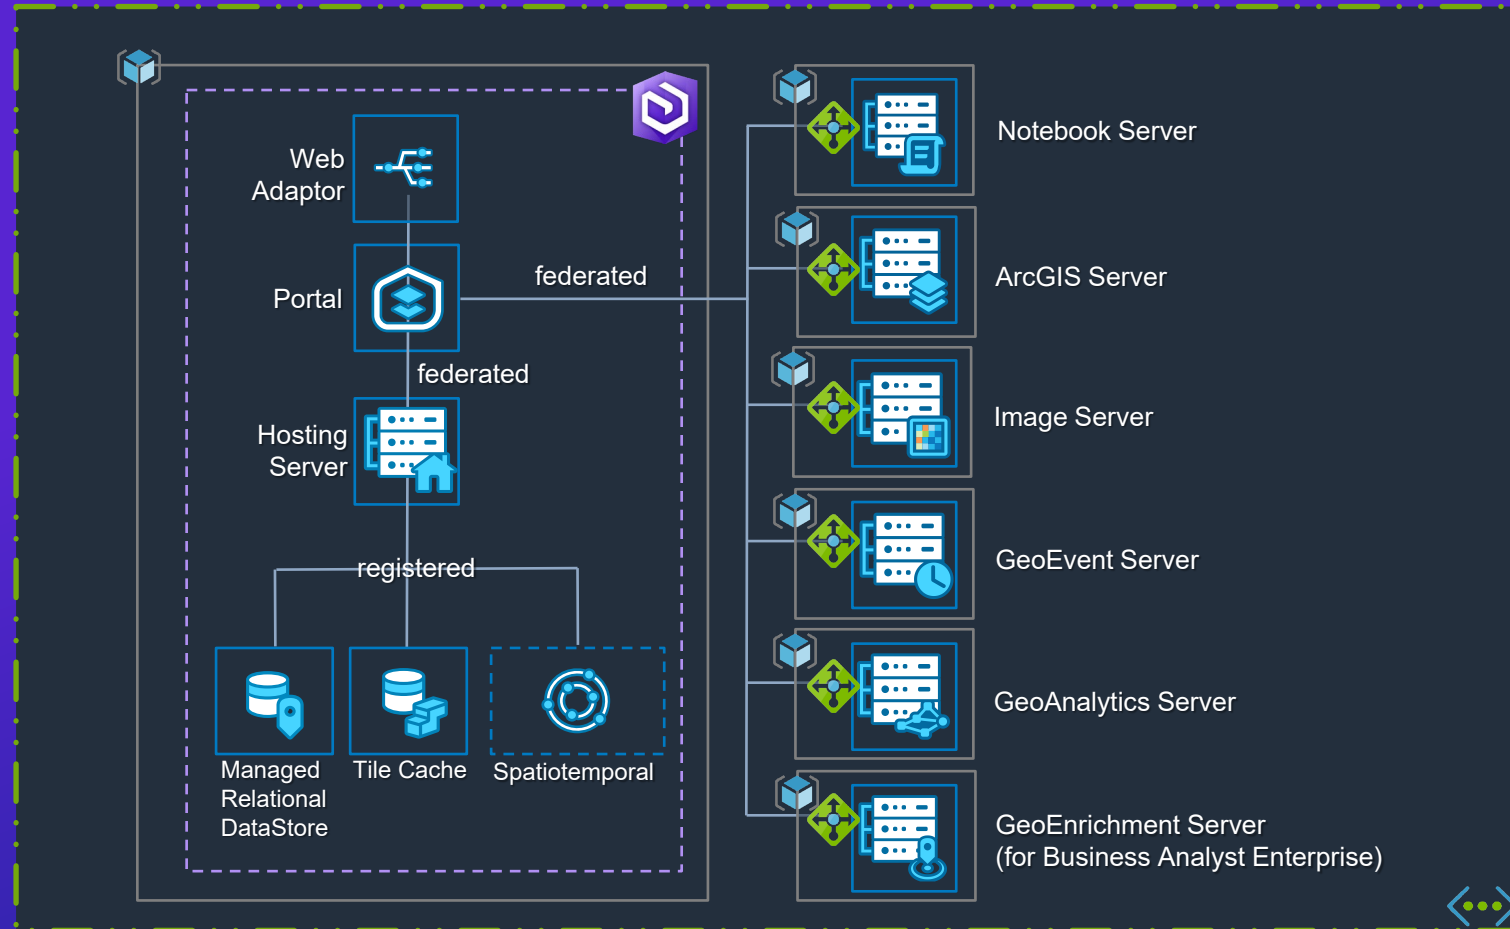 Web
Adaptor
Portal
federated
federated
Hosting
Server
registered
Managed
Relational
DataStore
Tile Cache
Spatiotemporal
Notebook Server
ArcGIS Server
Image Server
GeoEvent Server
GeoAnalytics Server
GeoEnrichment Server
(for Business Analyst Enterprise)